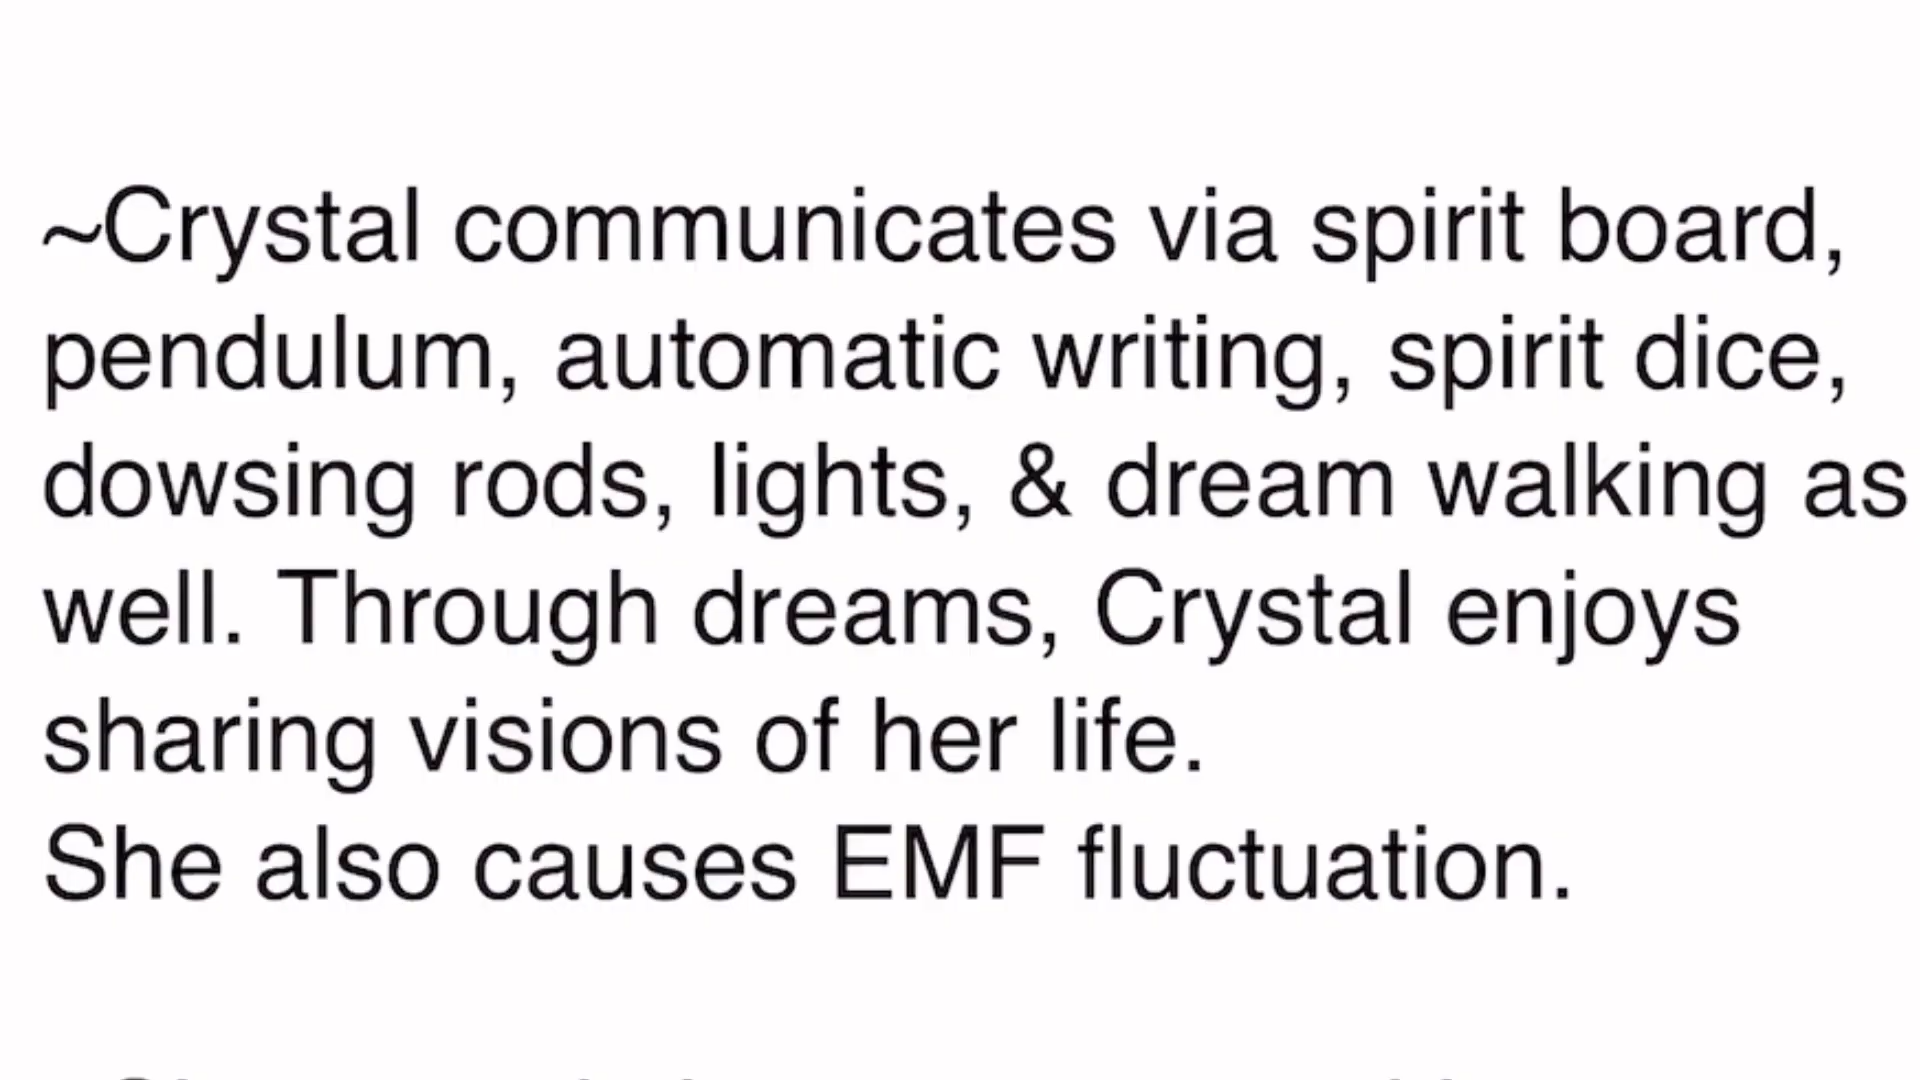 ~Crystal communicates via spirit board,
pendulum, automatic writing, spirit dice,
dowsing rods, lights, & dream walking as
well. Through dreams, Crystal enjoys
sharing visions of her life.
She also causes EMF fluctuation.